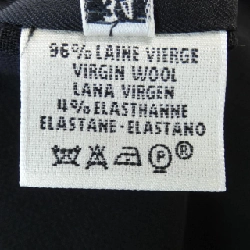 96% LAINE VIERGE
VIRGIN WOOL
LANA VIRGEN
4% ELASTHANNE
ELASTANE - ELASTANO
P ®